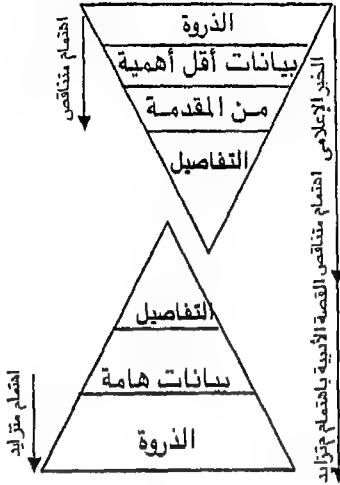 الذروة
بيانات أقل أهمية
من المقدمة
التفاصيل
اهتمام متناقص
الخبر الإعلامى
اهتمام متناقص القصة الأدبية باهتمام متزايد
التفاصيل
بيانات هامة
الذروة
اهتمام متزايد